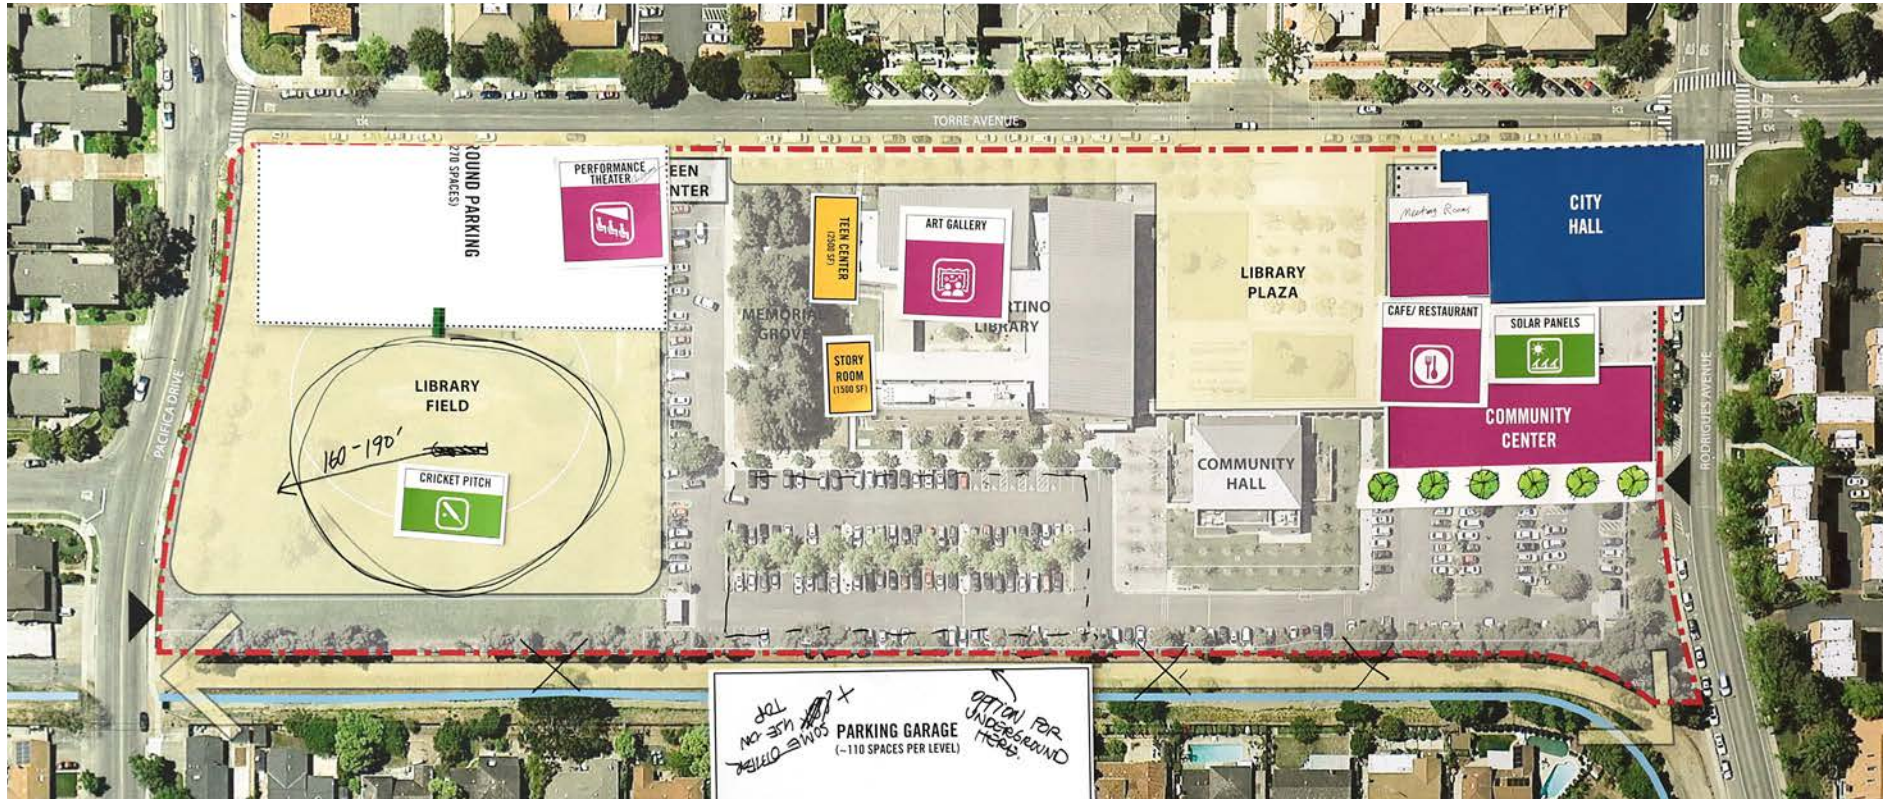 TORRE AVENUE
ROUND PARKING
270 SPACES)
PERFORMANCE
THEATER
EEN
NTER
TEEN CENTER
(2500 SF)
ART GALLERY
MEMORIAL
GROVE
RTINO
LIBRARY
STORY
ROOM
(1500 SF)
LIBRARY
PLAZA
Meeting Rooms
CITY
HALL
CAFE/ RESTAURANT
SOLAR PANELS
COMMUNITY
CENTER
COMMUNITY
HALL
LIBRARY
FIELD
160-190'
CRICKET PITCH
PACIFICA DRIVE
RODRIGUES AVENUE
PARKING GARAGE
(~110 SPACES PER LEVEL)
+
SOME OTHER
USE ON
TOP
OPTION FOR
UNDERGROUND
HERE.